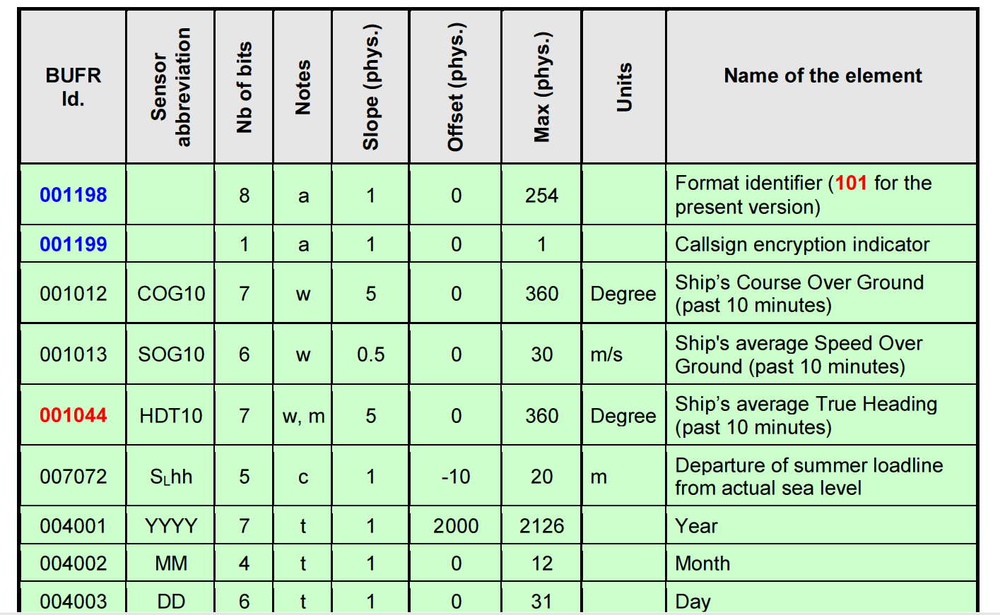 BUFR Id. | Sensor abbreviation | Nb of bits | Notes | Slope (phys.) | Offset (phys.) | Max (phys.) | Units | Name of the element
001198 | | 8 | a | 1 | 0 | 254 | | Format identifier (101 for the present version)
001199 | | 1 | a | 1 | 0 | 1 | | Callsign encryption indicator
001012 | COG10 | 7 | w | 5 | 0 | 360 | Degree | Ship’s Course Over Ground (past 10 minutes)
001013 | SOG10 | 6 | w | 0.5 | 0 | 30 | m/s | Ship's average Speed Over Ground (past 10 minutes)
001044 | HDT10 | 7 | w, m | 5 | 0 | 360 | Degree | Ship’s average True Heading (past 10 minutes)
007072 | SLhh | 5 | c | 1 | -10 | 20 | m | Departure of summer loadline from actual sea level
004001 | YYYY | 7 | t | 1 | 2000 | 2126 | | Year
004002 | MM | 4 | t | 1 | 0 | 12 | | Month
004003 | DD | 6 | t | 1 | 0 | 31 | | Day